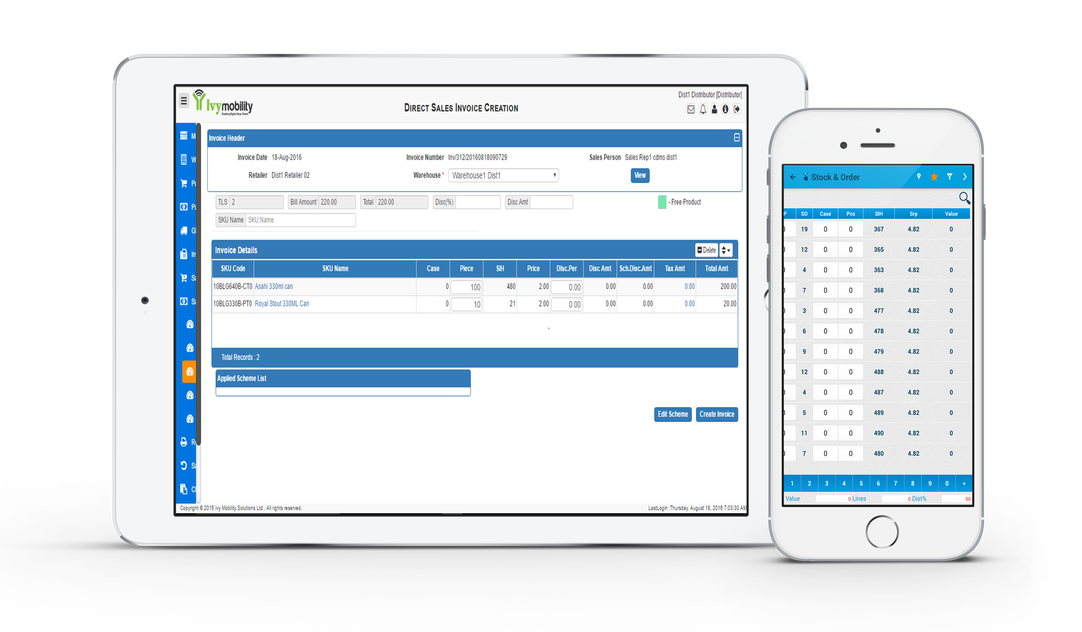 Ivymobility
DIRECT SALES INVOICE CREATION
Dist1 Distributor [Distributor]
Invoice Header
Invoice Date 18-Aug-2016 Invoice Number Inv/312/20160818090729 Sales Person Sales Rep1 cdms dist1
Retailer Dist1 Retailer 02 Warehouse * Warehouse1 Dist1 View
TLS 2 Bill Amount 220.00 Total 220.00 Disc(%) Disc Amt - Free Product
SKU Name SKU Name
Invoice Details Delete
SKU Code SKU Name Case Piece SIH Price Disc.Per Disc Amt Sch.Disc.Amt Tax Amt Total Amt
10BLG640B-CT0 Asahi 330ml can 0 100 480 2.00 0.00 0.00 0.00 0.00 200.00
10BLG330B-PT0 Royal Stout 330ML Can 0 10 21 2.00 0.00 0.00 0.00 0.00 20.00
Total Records : 2
Applied Scheme List
Edit Scheme Create Invoice
Copyright © 2015 Ivy Mobility Solutions Ltd., All rights reserved. LastLogin :Thursday, August 18, 2016 7:03:30 AM
Stock & Order
P SO Case Pcs SIH Srp Value
0 19 0 0 367 4.82 0
0 12 0 0 365 4.82 0
0 4 0 0 353 4.82 0
0 7 0 0 368 4.82 0
0 3 0 0 477 4.82 0
0 6 0 0 478 4.82 0
0 9 0 0 479 4.82 0
0 12 0 0 488 4.82 0
0 4 0 0 487 4.82 0
0 5 0 0 489 4.82 0
0 11 0 0 490 4.82 0
0 7 0 0 480 4.82 0
1 2 3 4 5 6 7 8 9 0 <
Value 0 Lines 0 Dist%